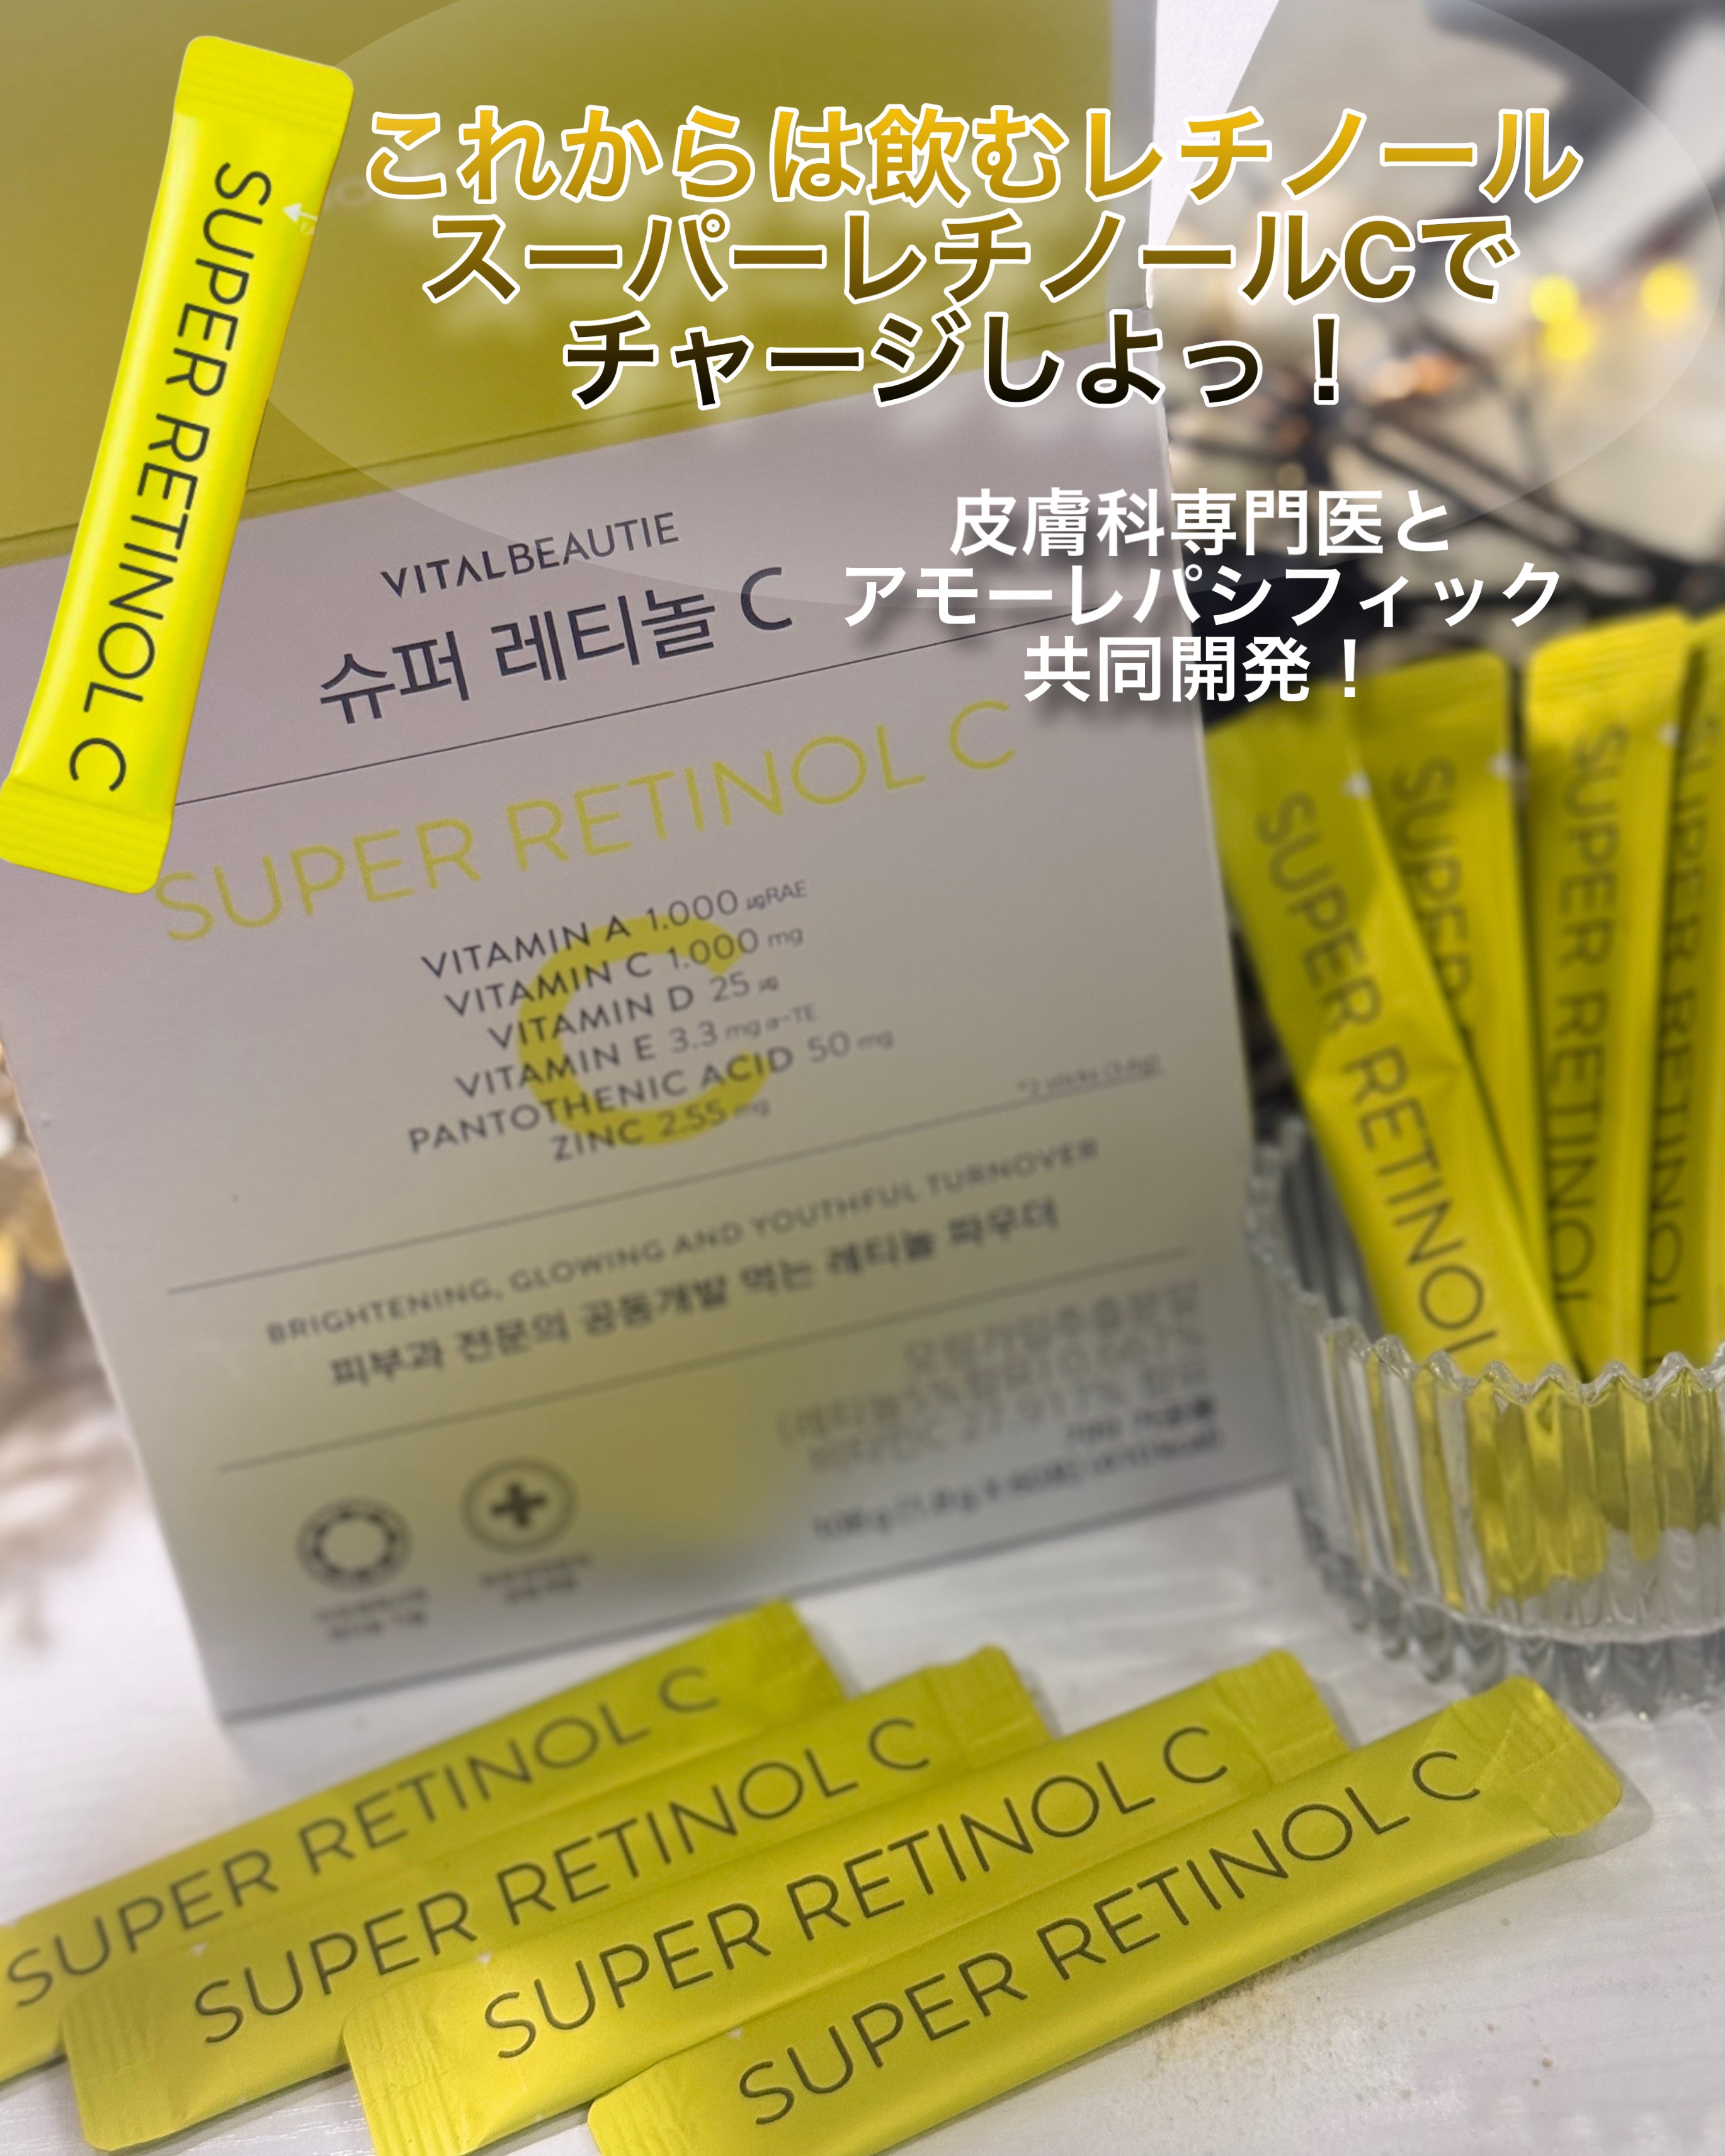 これからは飲むレチノール
スーパーレチノールCで
チャージしよっ！
皮膚科専門医と
アモーレパシフィック
共同開発！
SUPER RETINOL C
VITALBEAUTIE
슈퍼 레티놀 C
SUPER RETINOL C
VITAMIN A 1.000 μgRAE
VITAMIN C 1.000 mg
VITAMIN D 25 μg
VITAMIN E 3.3 mg α-TE
PANTOTHENIC ACID 50 mg
ZINC 2.55 mg
C
*2 sticks (3.6g)
BRIGHTENING, GLOWING AND YOUTHFUL TURNOVER
피부과 전문의 공동개발 먹는 레티놀 파우더
SUPER RETINOL
SUPER
SUPER RETINOL
SUPER RETINOL
SUPER RETINOL C
SUPER RETINOL C
SUPER RETINOL C
SUPER RETINOL C